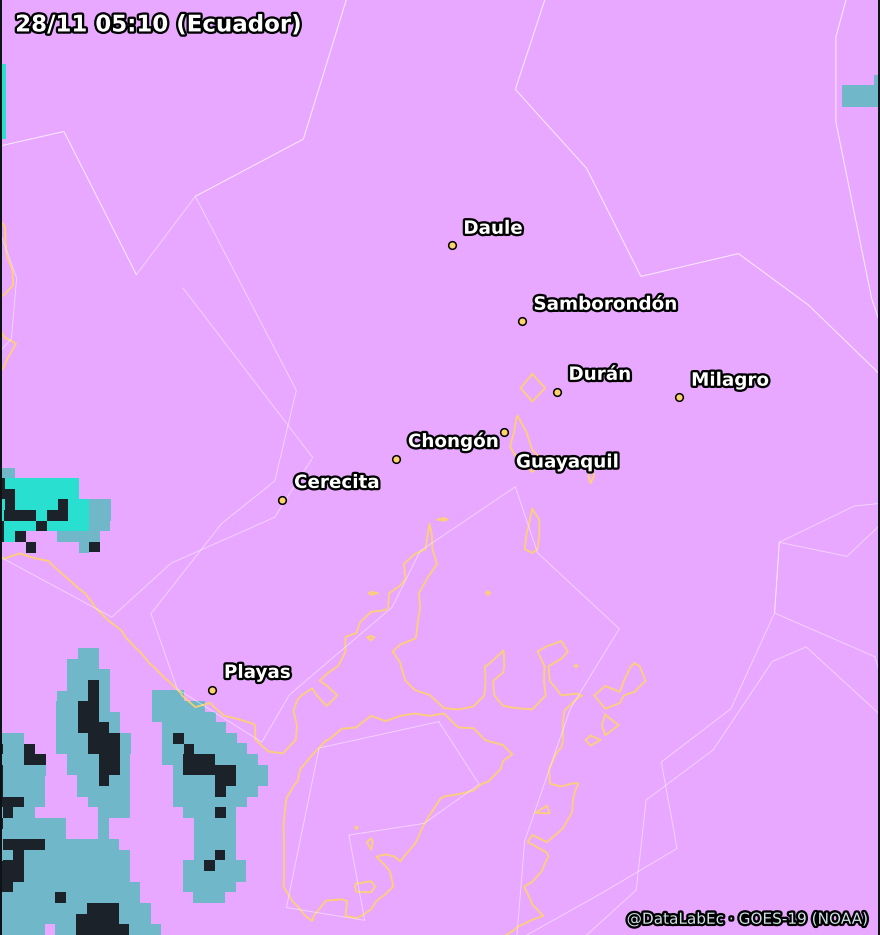 28/11 05:10 (Ecuador)
Daule
Samborondón
Durán
Milagro
Chongón
Guayaquil
Cerecita
Playas
@DataLabEc · GOES-19 (NOAA)